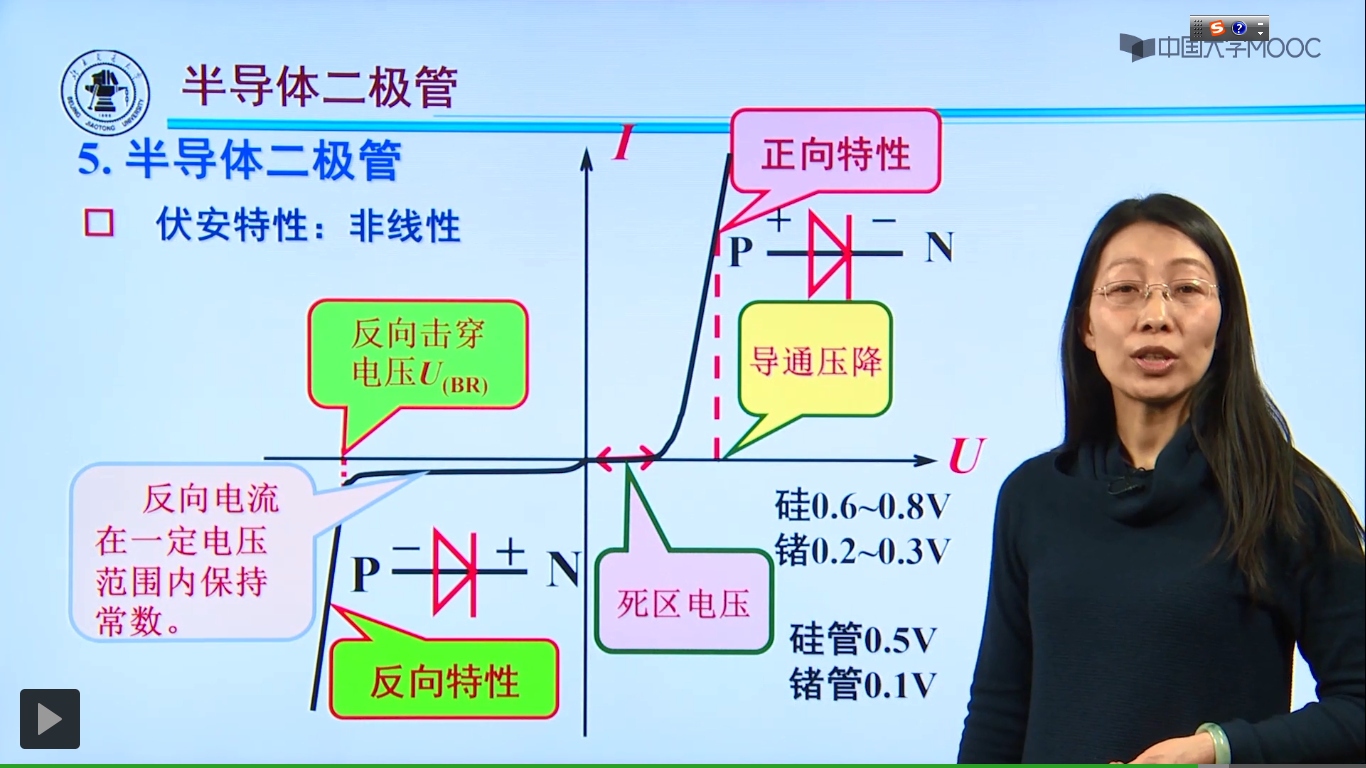 中国大学MOOC
半导体二极管
5. 半导体二极管
伏安特性：非线性
I
正向特性
+ −
P N
反向击穿
电压U(BR)
导通压降
U
反向电流
在一定电压
范围内保持
常数。
− +
P N
硅0.6~0.8V
锗0.2~0.3V
死区电压
硅管0.5V
锗管0.1V
反向特性